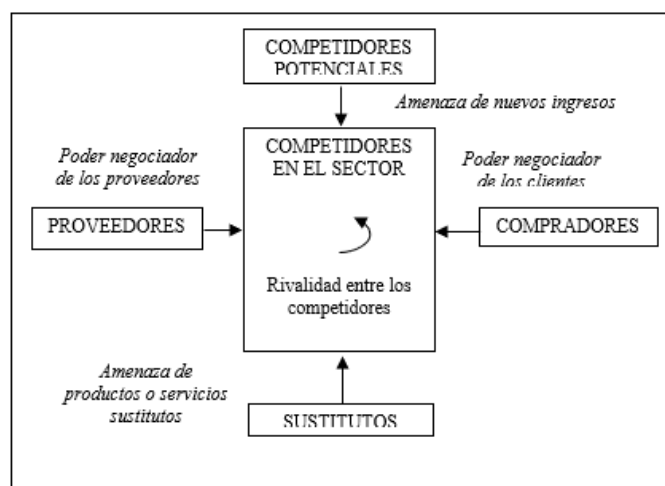 COMPETIDORES
POTENCIALES
Amenaza de nuevos ingresos
COMPETIDORES
EN EL SECTOR
Poder negociador
de los proveedores
Poder negociador
de los clientes
PROVEEDORES
COMPRADORES
Rivalidad entre los
competidores
Amenaza de
productos o servicios
sustitutos
SUSTITUTOS